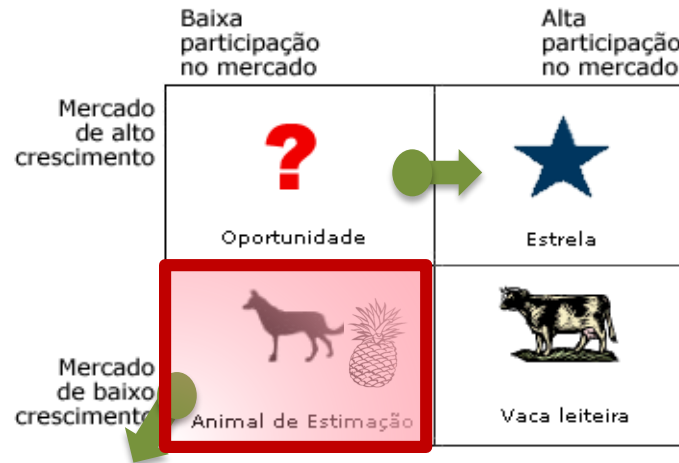 Baixa
participação
no mercado
Alta
participação
no mercado
Mercado
de alto
crescimento
?
Oportunidade
Estrela
Mercado
de baixo
crescimento
Animal de Estimação
Vaca leiteira